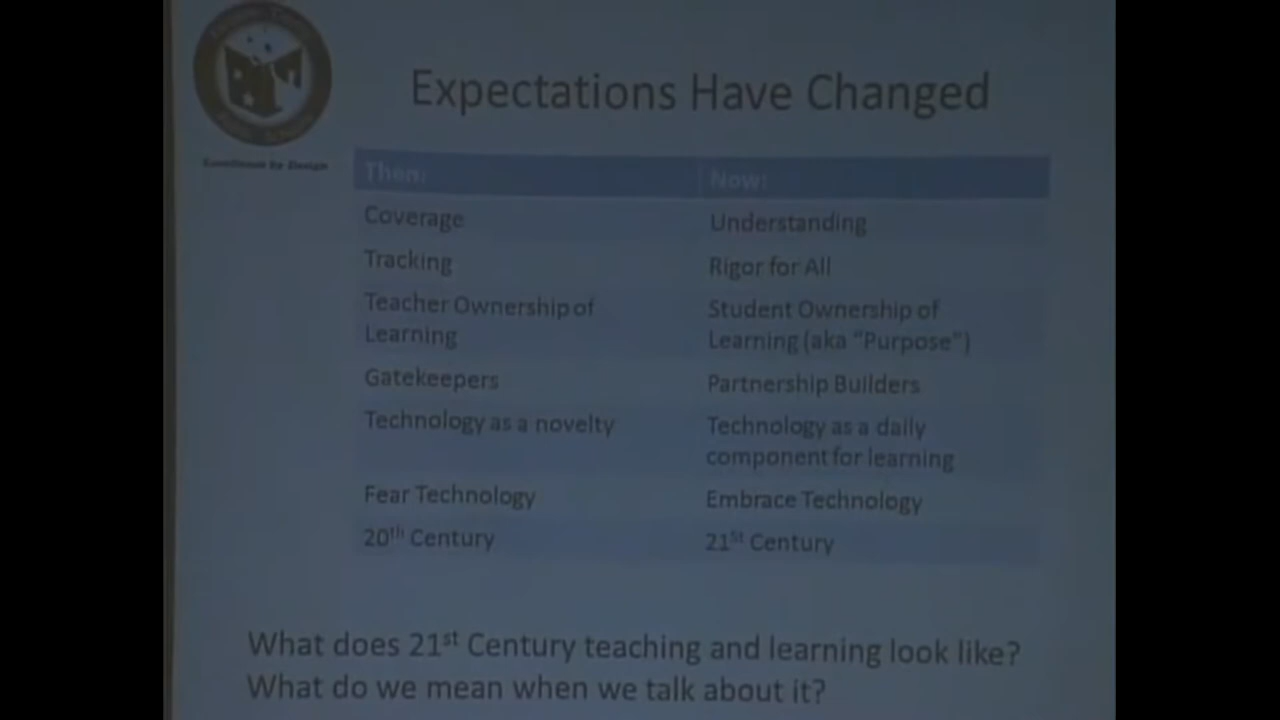 Expectations Have Changed
Excellence by Design
Then: Now:
Coverage Understanding
Tracking Rigor for All
Teacher Ownership of Student Ownership of
Learning Learning (aka "Purpose")
Gatekeepers Partnership Builders
Technology as a novelty Technology as a daily
component for learning
Fear Technology Embrace Technology
20th Century 21st Century
What does 21st Century teaching and learning look like?
What do we mean when we talk about it?